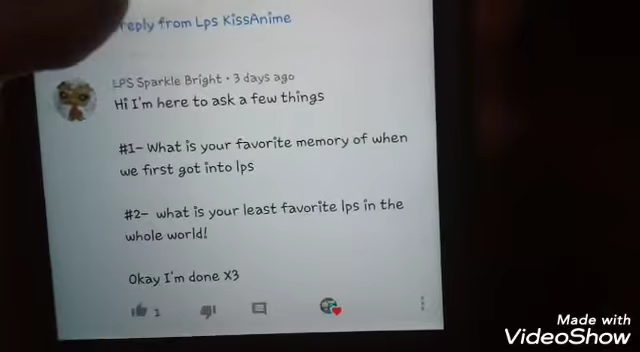 reply from Lps KissAnime
LPS Sparkle Bright • 3 days ago
Hi I'm here to ask a few things
#1- What is your favorite memory of when
we first got into lps
#2- what is your least favorite lps in the
whole world!
Okay I'm done X3
1
Made with
VideoShow